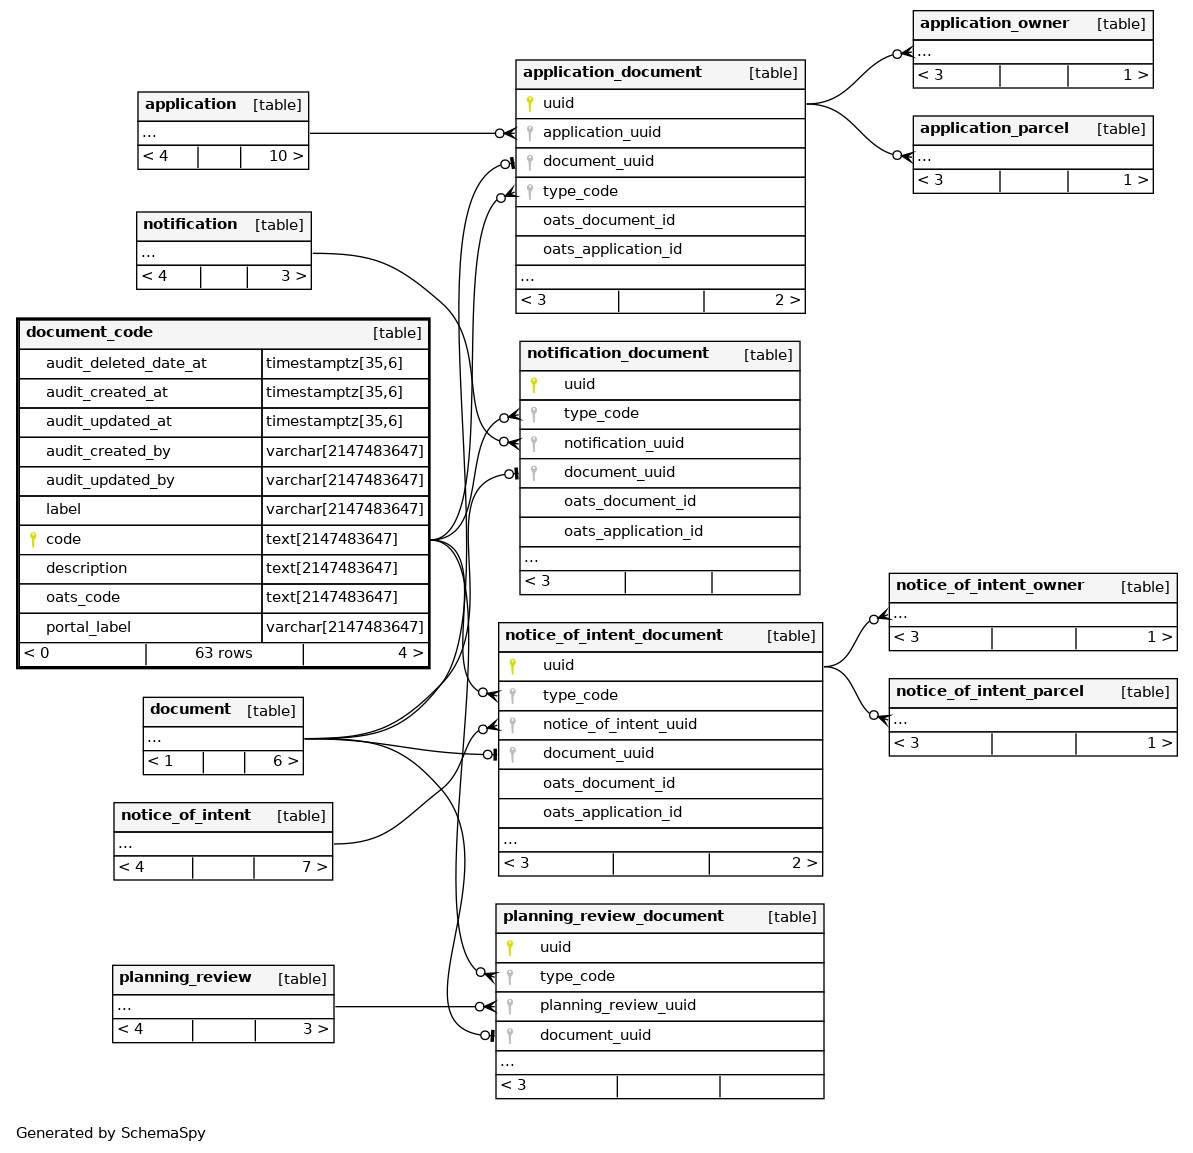 application_owner [table]
...
< 3 1 >
application_document [table]
uuid
application_uuid
document_uuid
type_code
oats_document_id
oats_application_id
...
< 3 2 >
application [table]
...
< 4 10 >
application_parcel [table]
...
< 3 1 >
notification [table]
...
< 4 3 >
document_code [table]
audit_deleted_date_at timestamptz[35,6]
audit_created_at timestamptz[35,6]
audit_updated_at timestamptz[35,6]
audit_created_by varchar[2147483647]
audit_updated_by varchar[2147483647]
label varchar[2147483647]
code text[2147483647]
description text[2147483647]
oats_code text[2147483647]
portal_label varchar[2147483647]
< 0 63 rows 4 >
notification_document [table]
uuid
type_code
notification_uuid
document_uuid
oats_document_id
oats_application_id
...
< 3
notice_of_intent_owner [table]
...
< 3 1 >
notice_of_intent_document [table]
uuid
type_code
notice_of_intent_uuid
document_uuid
oats_document_id
oats_application_id
...
< 3 2 >
notice_of_intent_parcel [table]
...
< 3 1 >
document [table]
...
< 1 6 >
notice_of_intent [table]
...
< 4 7 >
planning_review_document [table]
uuid
type_code
planning_review_uuid
document_uuid
...
< 3
planning_review [table]
...
< 4 3 >
Generated by SchemaSpy